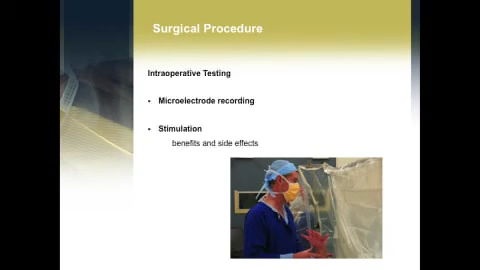 Surgical Procedure
Intraoperative Testing
• Microelectrode recording
• Stimulation
benefits and side effects